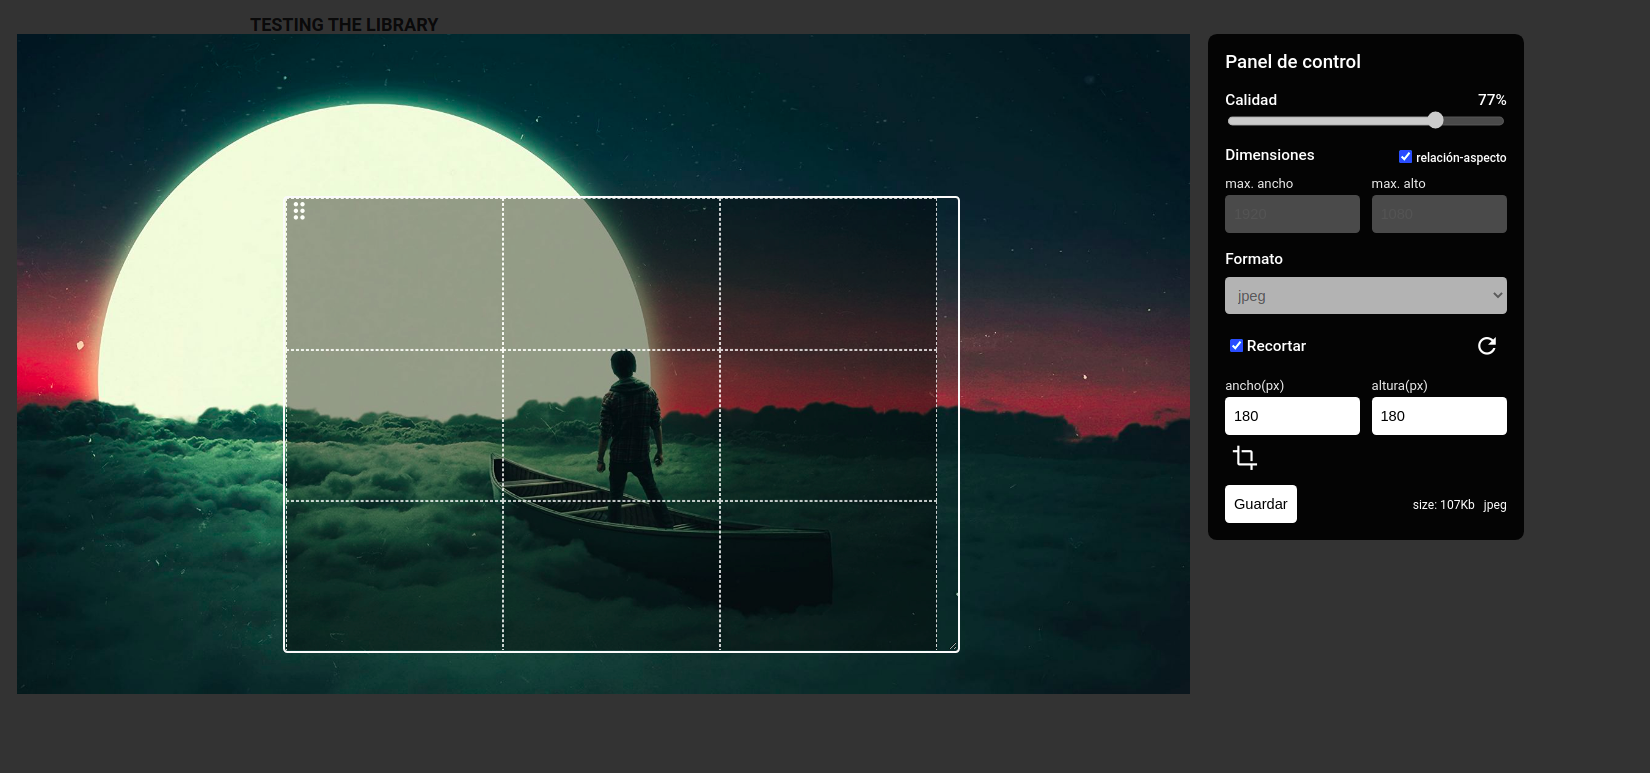 TESTING THE LIBRARY
Panel de control
Calidad 77%
Dimensiones relación-aspecto
max. ancho max. alto
1920 1080
Formato
jpeg
Recortar
ancho(px) altura(px)
180 180
Guardar size: 107Kb jpeg